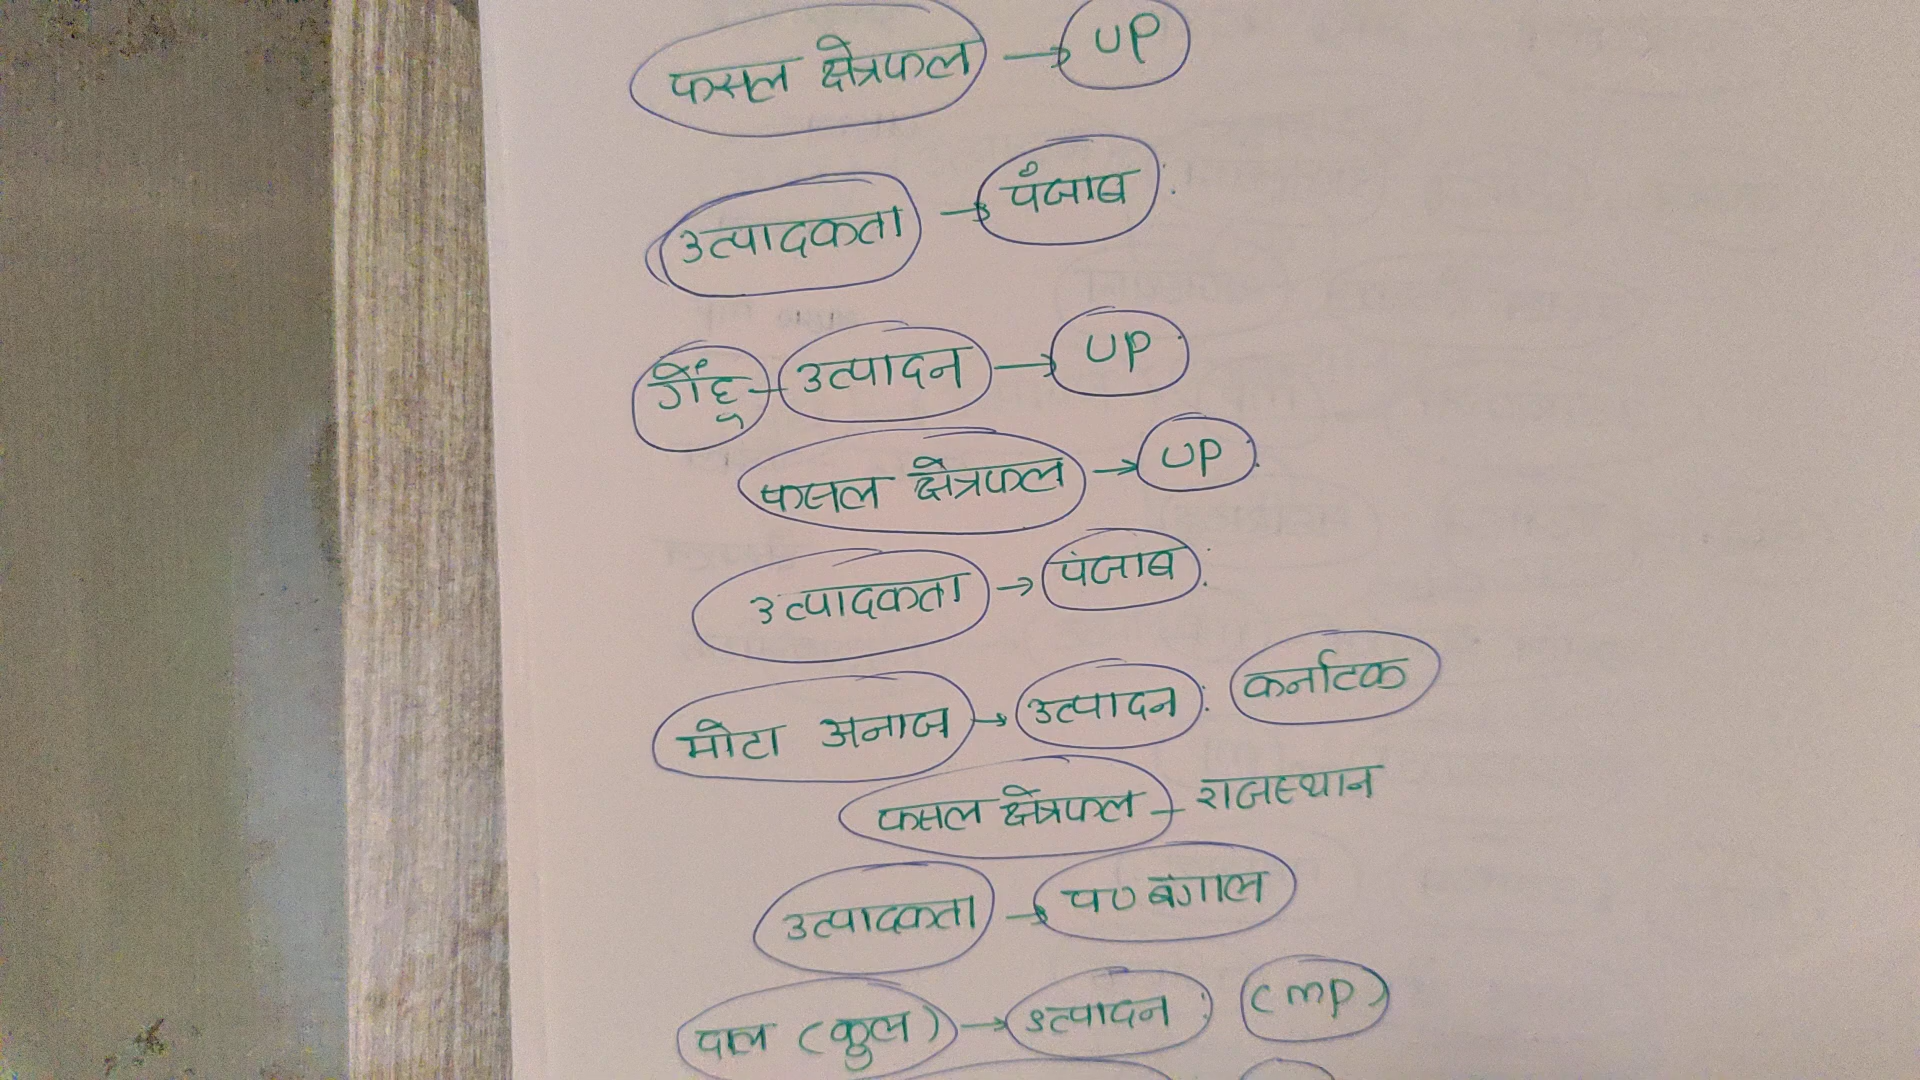 फसल क्षेत्रफल → UP
उत्पादकता → पंजाब :
गेंहू - उत्पादन → UP
फसल क्षेत्रफल → UP :
उत्पादकता → पंजाब :
मोटा अनाज → उत्पादन : कर्नाटक
फसल क्षेत्रफल - राजस्थान
उत्पादकता → प० बंगाल
दाल (कुल) → उत्पादन : (mp)